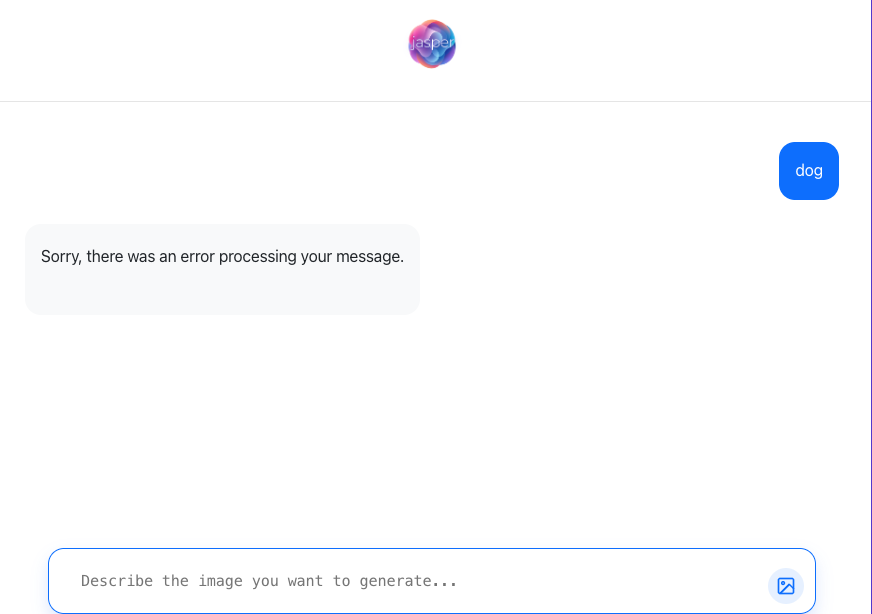 jasper
dog
Sorry, there was an error processing your message.
Describe the image you want to generate...